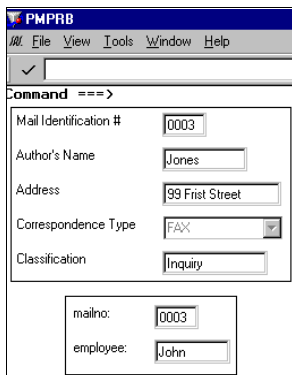 PMPRB
File View Tools Window Help
Command ===>
Mail Identification # 0003
Author's Name Jones
Address 99 Frist Street
Correspondence Type FAX
Classification Inquiry
mailno: 0003
employee: John